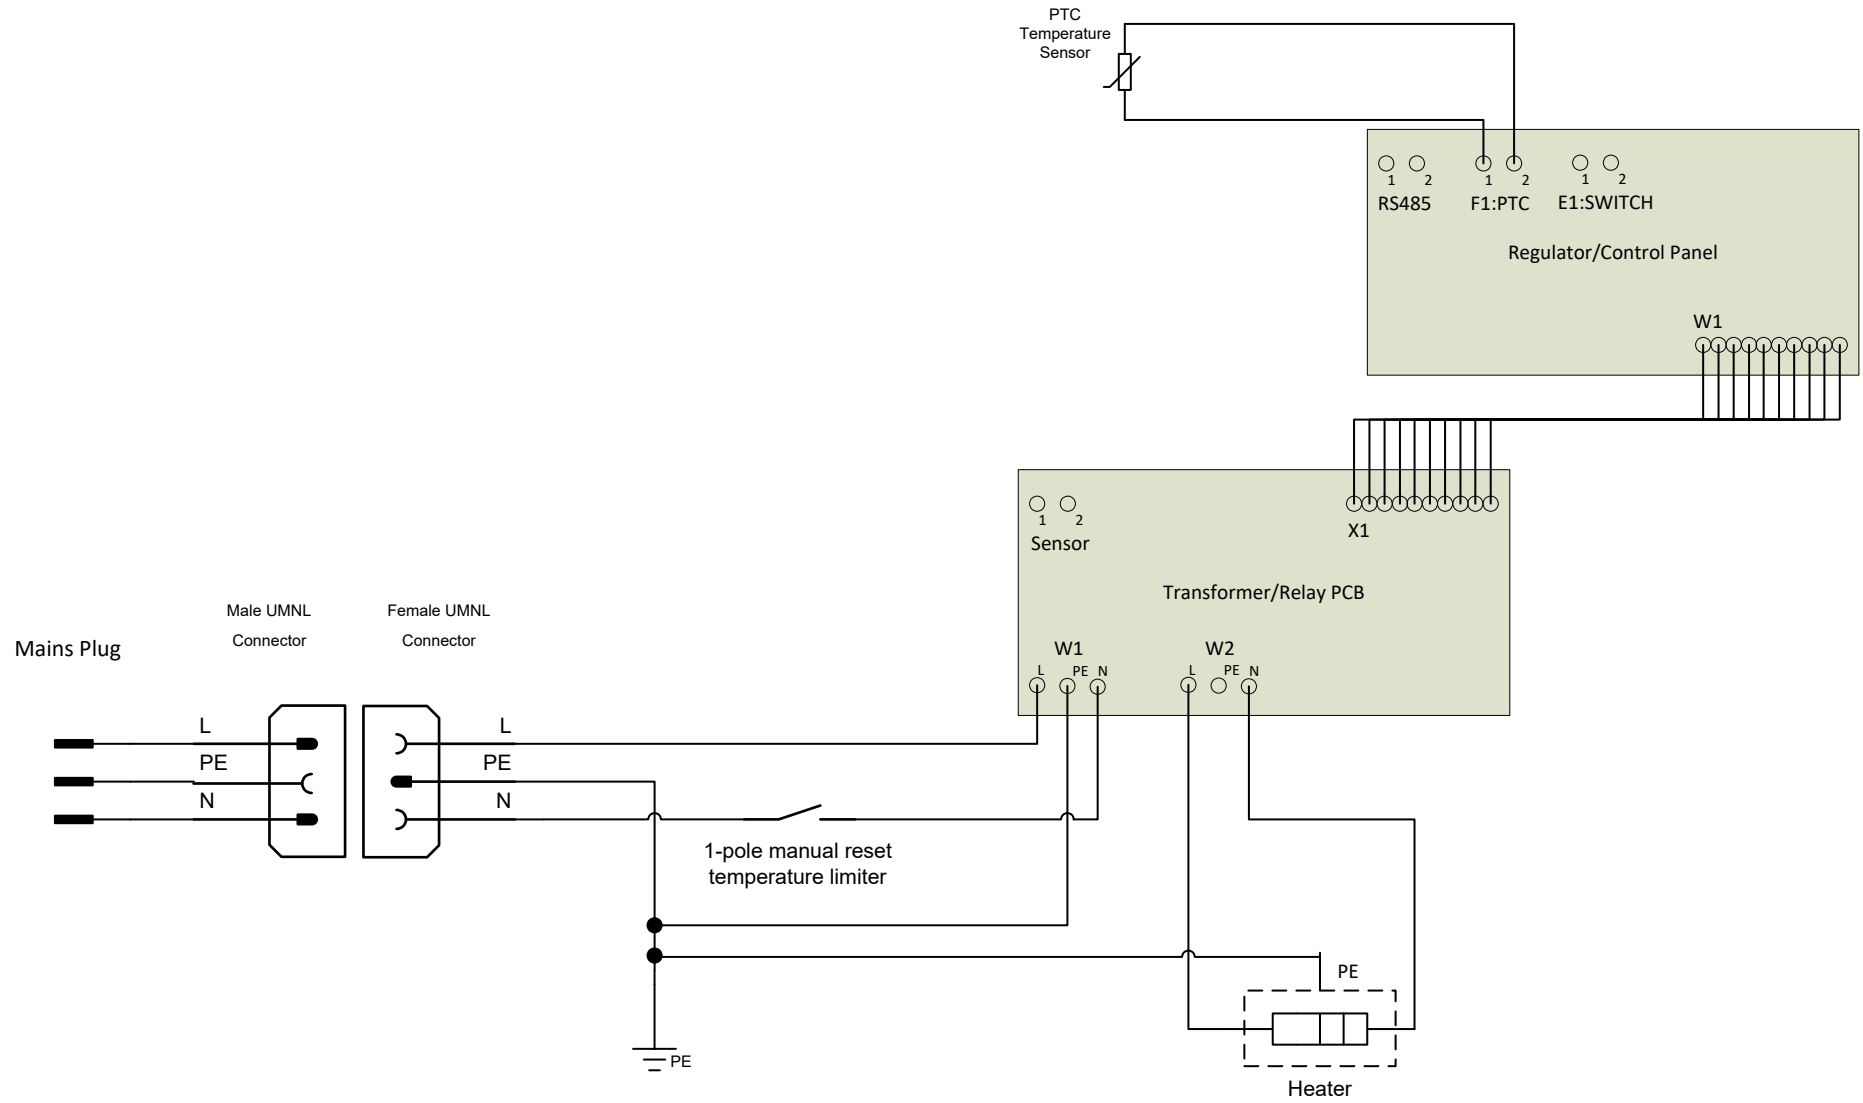 PTC
Temperature
Sensor
1
2
1
2
1
2
RS485
F1:PTC
E1:SWITCH
Regulator/Control Panel
W1
1
2
Sensor
X1
Transformer/Relay PCB
Male UMNL
Connector
Female UMNL
Connector
Mains Plug
W1
W2
L
PE
N
L
PE
N
L
L
PE
PE
N
N
1-pole manual reset
temperature limiter
PE
PE
Heater